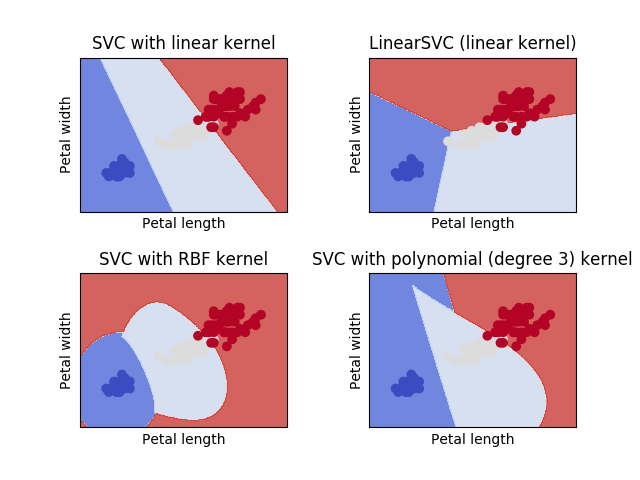 SVC with linear kernel
LinearSVC (linear kernel)
Petal width
Petal length
Petal width
Petal length
SVC with RBF kernel
SVC with polynomial (degree 3) kernel
Petal width
Petal length
Petal width
Petal length